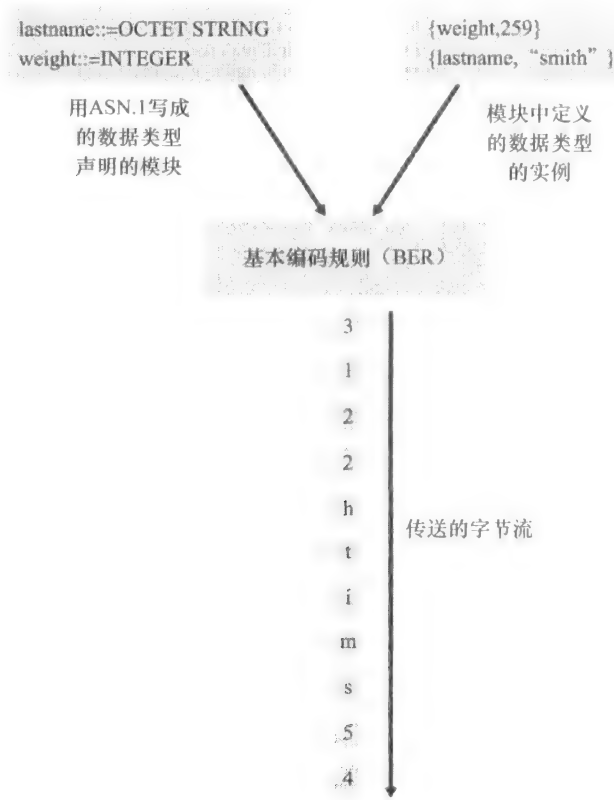 lastname::=OCTET STRING
weight::=INTEGER
{weight,259}
{lastname, “smith”}
用ASN.1写成
的数据类型
声明的模块
模块中定义
的数据类型
的实例
基本编码规则（BER）
3
1
2
2
h
t
i
m
s
5
4
传送的字节流